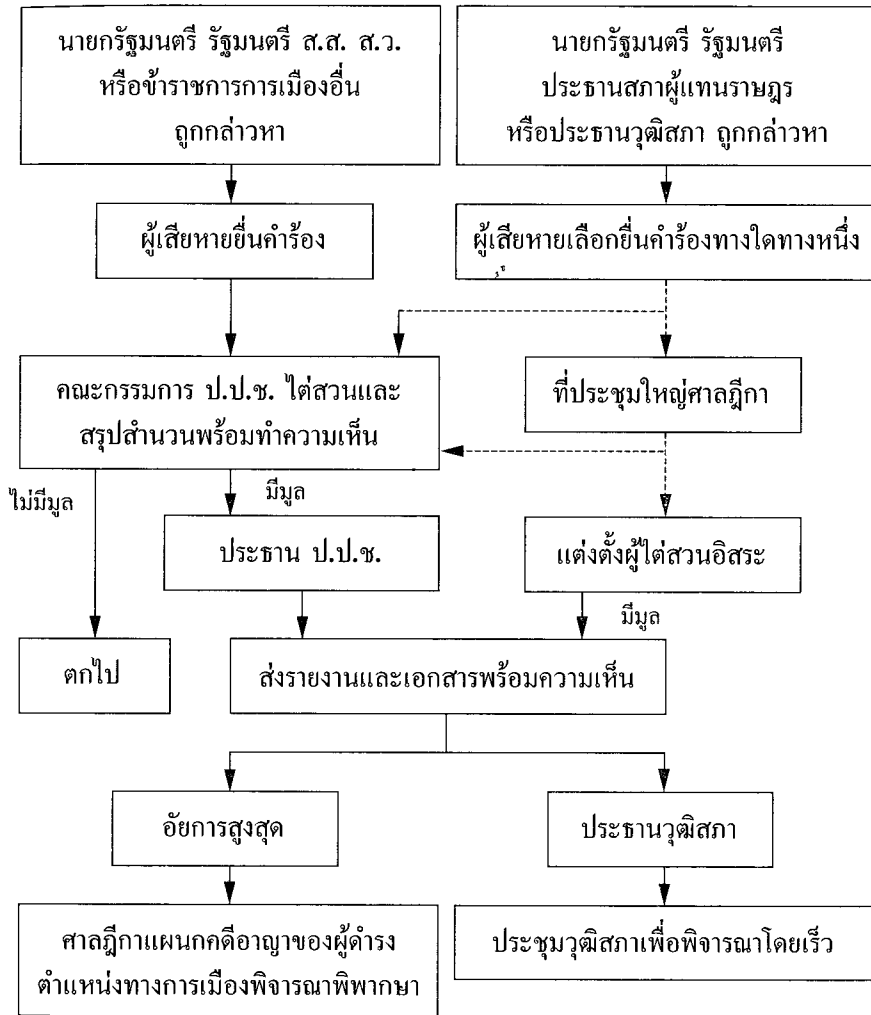 นายกรัฐมนตรี รัฐมนตรี ส.ส. ส.ว.
หรือข้าราชการการเมืองอื่น
ถูกกล่าวหา
นายกรัฐมนตรี รัฐมนตรี
ประธานสภาผู้แทนราษฎร
หรือประธานวุฒิสภา ถูกกล่าวหา
ผู้เสียหายยื่นคำร้อง
ผู้เสียหายเลือกยื่นคำร้องทางใดทางหนึ่ง
คณะกรรมการ ป.ป.ช. ไต่สวนและ
สรุปสำนวนพร้อมทำความเห็น
ที่ประชุมใหญ่ศาลฎีกา
ไม่มีมูล
มีมูล
ประธาน ป.ป.ช.
แต่งตั้งผู้ไต่สวนอิสระ
มีมูล
ตกไป
ส่งรายงานและเอกสารพร้อมความเห็น
อัยการสูงสุด
ประธานวุฒิสภา
ศาลฎีกาแผนกคดีอาญาของผู้ดำรง
ตำแหน่งทางการเมืองพิจารณาพิพากษา
ประชุมวุฒิสภาเพื่อพิจารณาโดยเร็ว